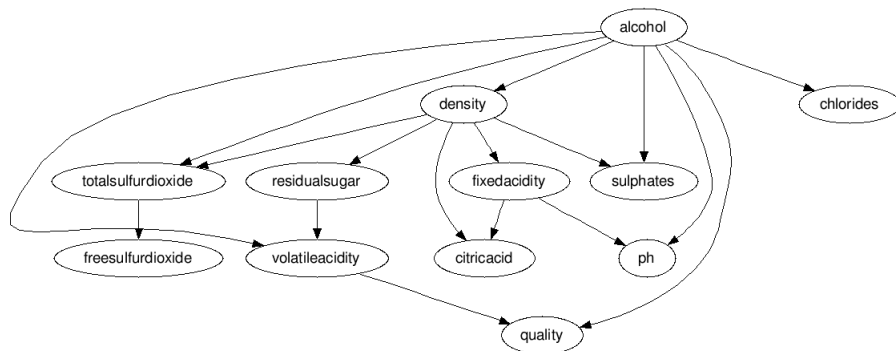 alcohol
density
chlorides
totalsulfurdioxide
residualsugar
fixedacidity
sulphates
freesulfurdioxide
volatileacidity
citricacid
ph
quality